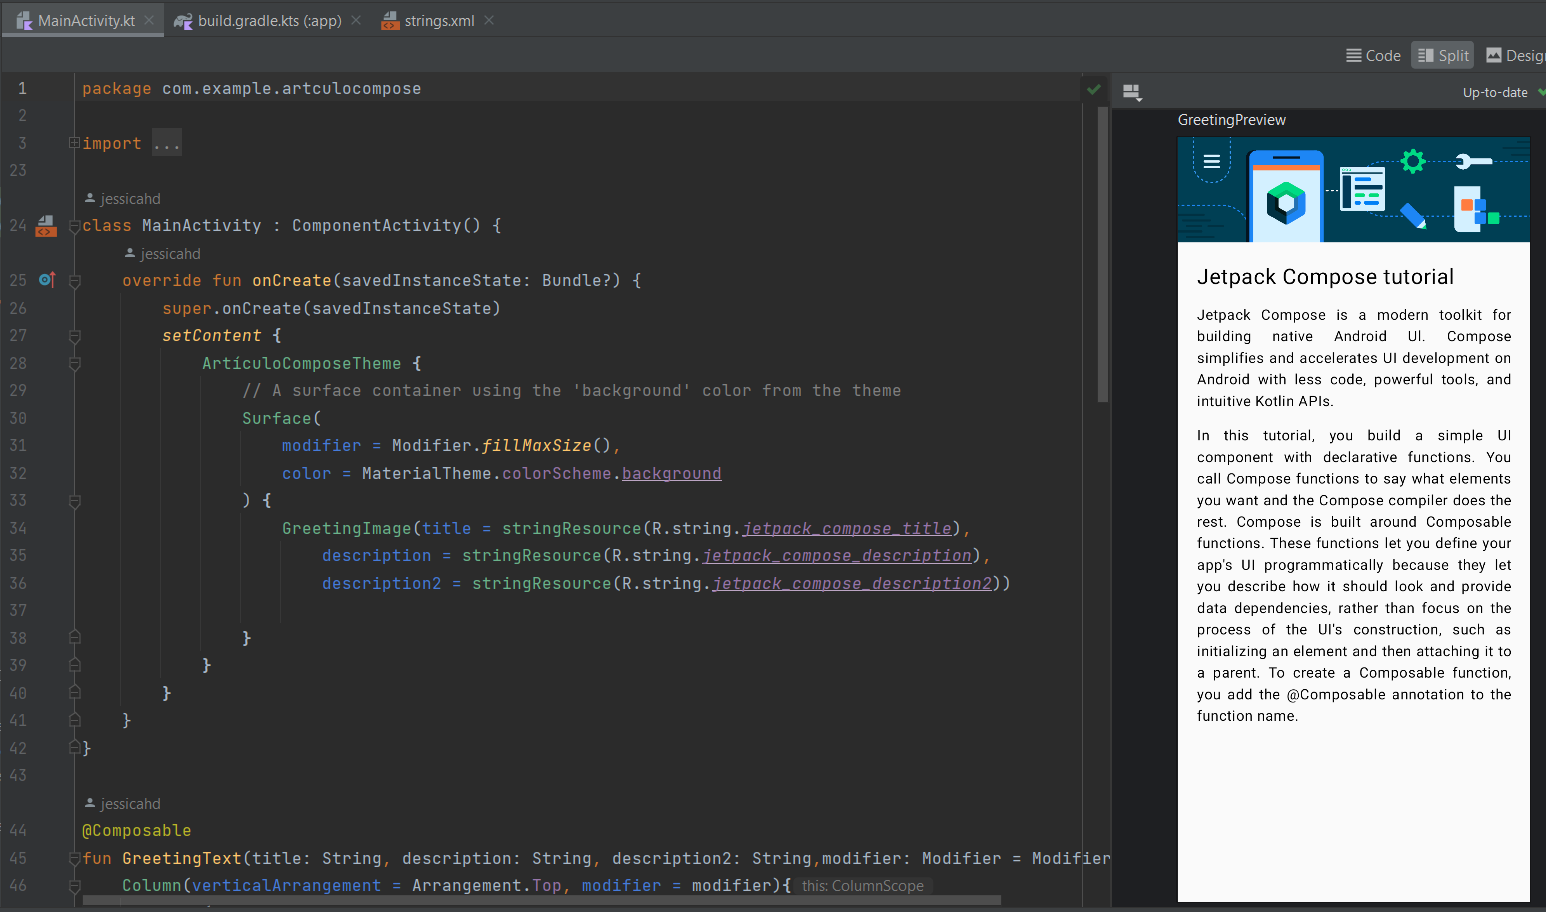 MainActivity.kt
build.gradle.kts (:app)
strings.xml
Code
Split
Desig
1 package com.example.artculocompose
2
3 import ...
23
jessicahd
24 class MainActivity : ComponentActivity() {
jessicahd
25 override fun onCreate(savedInstanceState: Bundle?) {
26 super.onCreate(savedInstanceState)
27 setContent {
28 ArtículoComposeTheme {
29 // A surface container using the 'background' color from the theme
30 Surface(
31 modifier = Modifier.fillMaxSize(),
32 color = MaterialTheme.colorScheme.background
33 ) {
34 GreetingImage(title = stringResource(R.string.jetpack_compose_title),
35 description = stringResource(R.string.jetpack_compose_description),
36 description2 = stringResource(R.string.jetpack_compose_description2))
37
38 }
39 }
40 }
41 }
42 }
43
jessicahd
44 @Composable
45 fun GreetingText(title: String, description: String, description2: String,modifier: Modifier = Modifier
46 Column(verticalArrangement = Arrangement.Top, modifier = modifier){ this: ColumnScope
Up-to-date
GreetingPreview
Jetpack Compose tutorial
Jetpack Compose is a modern toolkit for
building native Android UI. Compose
simplifies and accelerates UI development on
Android with less code, powerful tools, and
intuitive Kotlin APIs.
In this tutorial, you build a simple UI
component with declarative functions. You
call Compose functions to say what elements
you want and the Compose compiler does the
rest. Compose is built around Composable
functions. These functions let you define your
app's UI programmatically because they let
you describe how it should look and provide
data dependencies, rather than focus on the
process of the UI's construction, such as
initializing an element and then attaching it to
a parent. To create a Composable function,
you add the @Composable annotation to the
function name.